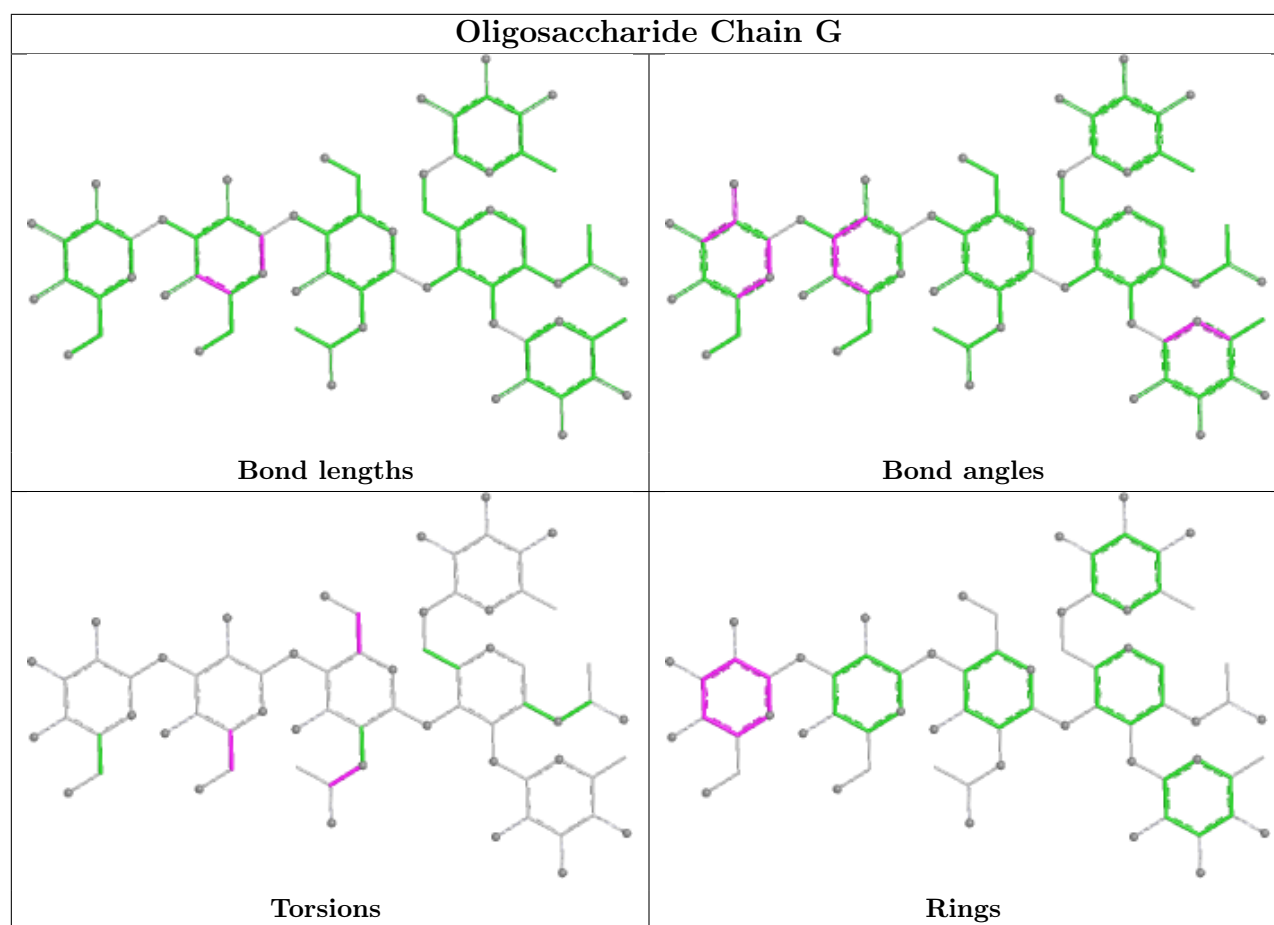 Oligosaccharide Chain G
Bond lengths
Bond angles
Torsions
Rings